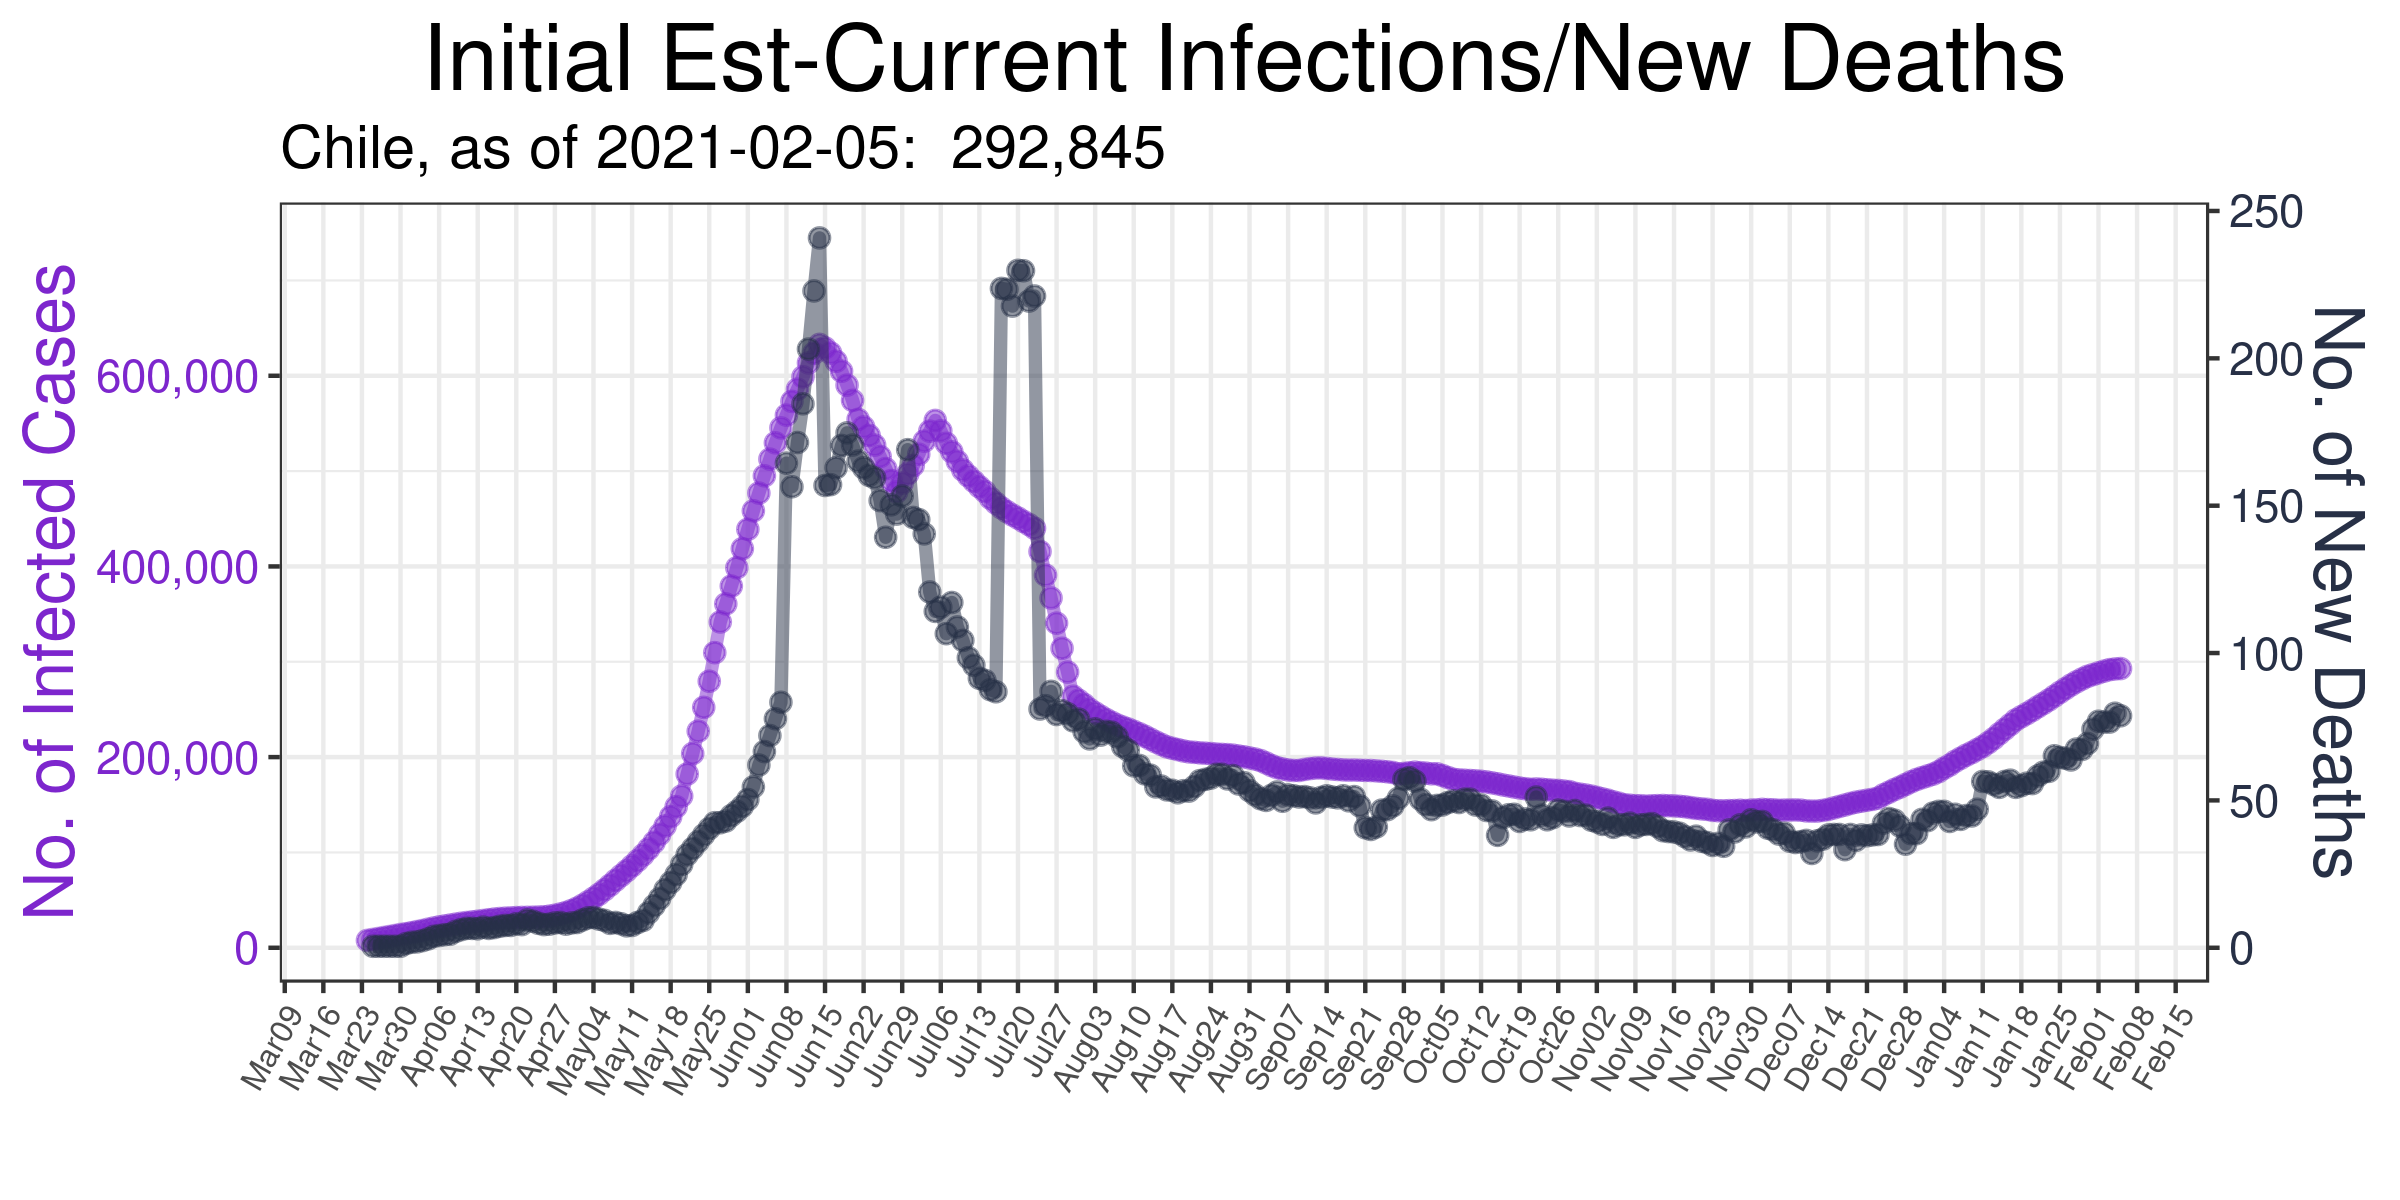 Initial Est-Current Infections/New Deaths
Chile, as of 2021-02-05: 292,845
No. of Infected Cases
600,000
400,000
200,000
0
250
200
150
100
50
0
No. of New Deaths
Mar09
Mar16
Mar23
Mar30
Apr06
Apr13
Apr20
Apr27
May04
May11
May18
May25
Jun01
Jun08
Jun15
Jun22
Jun29
Jul06
Jul13
Jul20
Jul27
Aug03
Aug10
Aug17
Aug24
Aug31
Sep07
Sep14
Sep21
Sep28
Oct05
Oct12
Oct19
Oct26
Nov02
Nov09
Nov16
Nov23
Nov30
Dec07
Dec14
Dec21
Dec28
Jan04
Jan11
Jan18
Jan25
Feb01
Feb08
Feb15